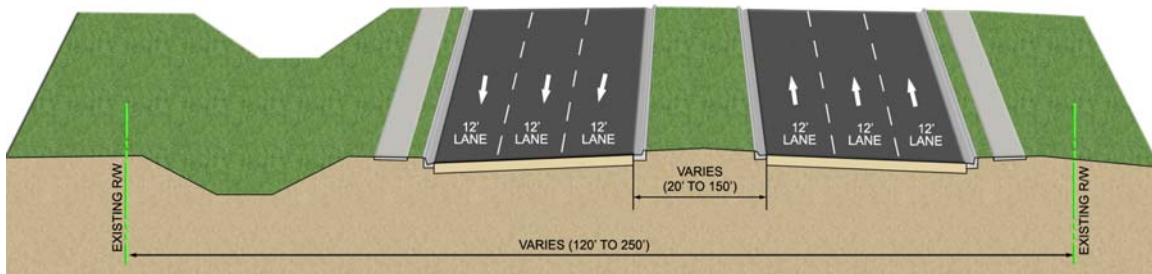 12' LANE
12' LANE
12' LANE
12' LANE
12' LANE
12' LANE
VARIES
(20' TO 150')
EXISTING R/W
EXISTING R/W
VARIES (120' TO 250')